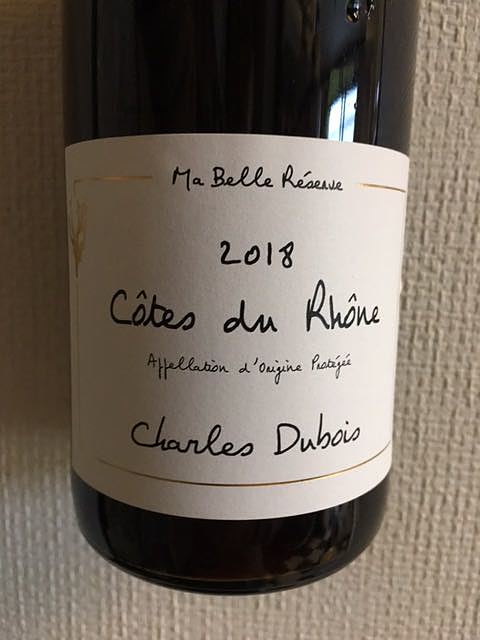 Ma Belle Réserve
2018
Côtes du Rhône
Appellation d'Origine Protégée
Charles Dubois